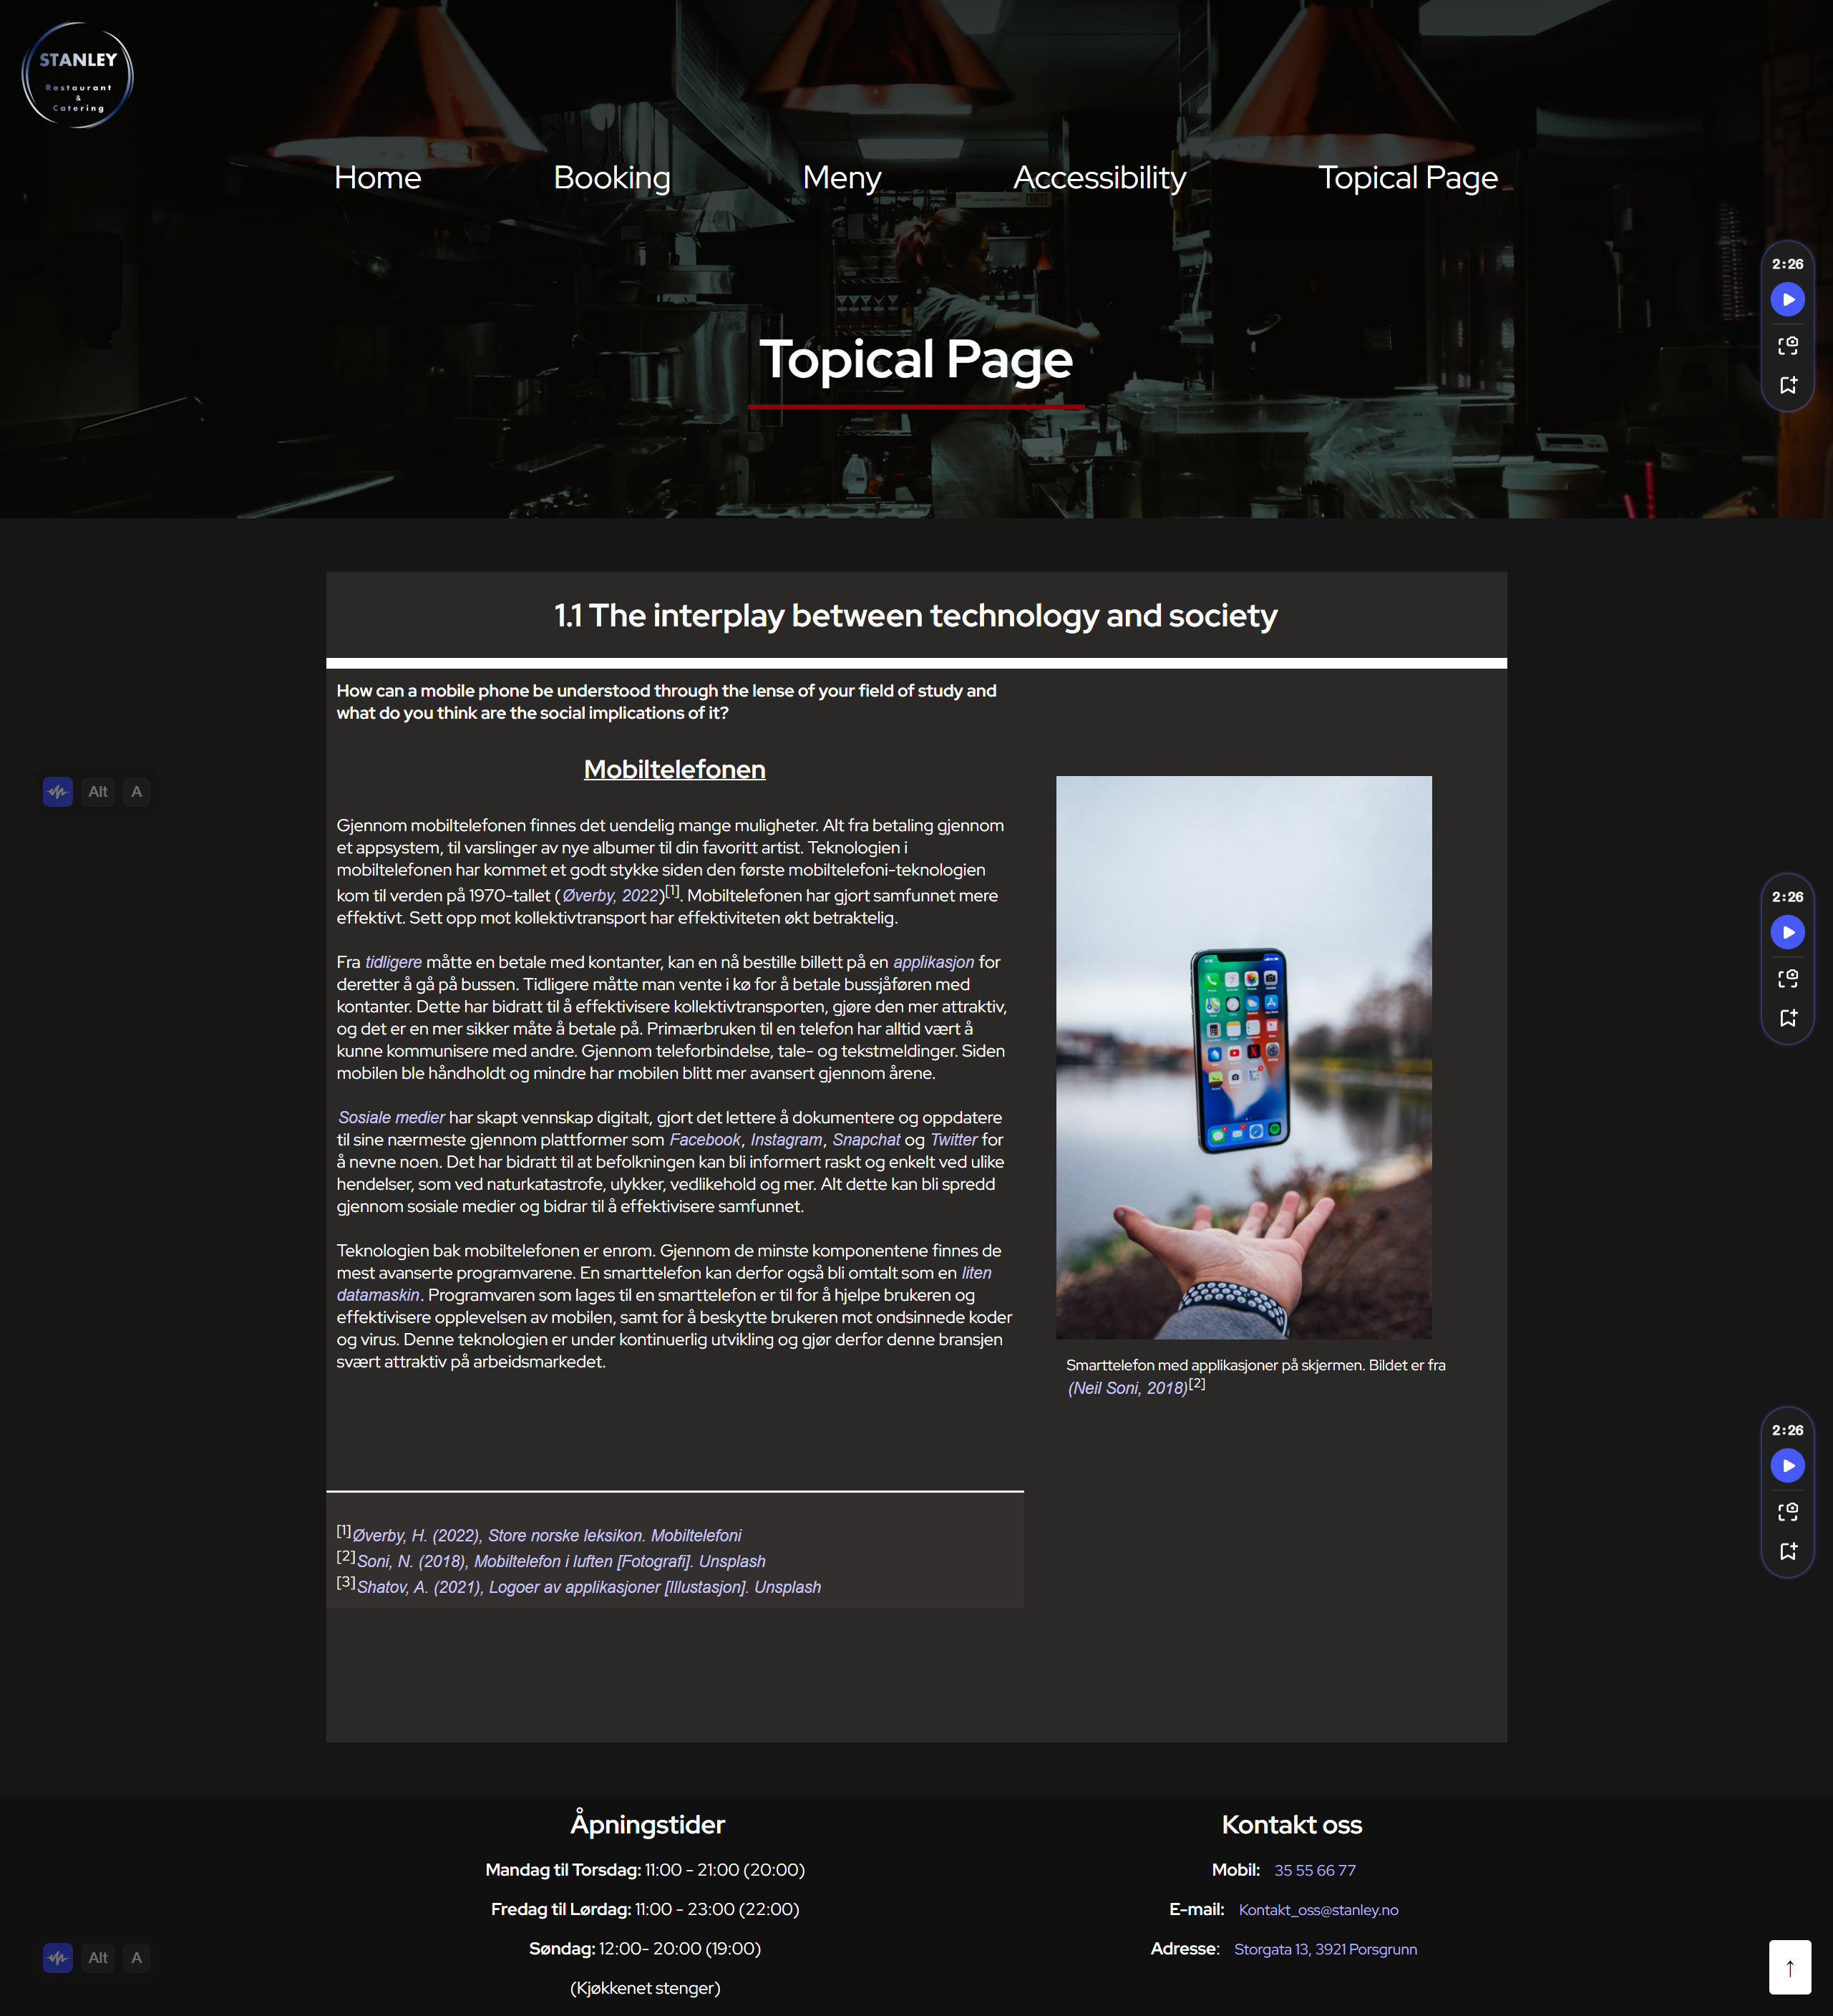 STANLEY
Restaurant
&
Catering
Home Booking Meny Accessibility Topical Page
Topical Page
2:26
1.1 The interplay between technology and society
How can a mobile phone be understood through the lense of your field of study and
what do you think are the social implications of it?
Mobiltelefonen
Gjennom mobiltelefonen finnes det uendelig mange muligheter. Alt fra betaling gjennom
et appsystem, til varslinger av nye albumer til din favoritt artist. Teknologien i
mobiltelefonen har kommet et godt stykke siden den første mobiltelefoni-teknologien
kom til verden på 1970-tallet (Øverby, 2022)[1]. Mobiltelefonen har gjort samfunnet mere
effektivt. Sett opp mot kollektivtransport har effektiviteten økt betraktelig.
Fra tidligere måtte en betale med kontanter, kan en nå bestille billett på en applikasjon for
deretter å gå på bussen. Tidligere måtte man vente i kø for å betale bussjåføren med
kontanter. Dette har bidratt til å effektivisere kollektivtransporten, gjøre den mer attraktiv,
og det er en mer sikker måte å betale på. Primærbruken til en telefon har alltid vært å
kunne kommunisere med andre. Gjennom teleforbindelse, tale- og tekstmeldinger. Siden
mobilen ble håndholdt og mindre har mobilen blitt mer avansert gjennom årene.
Sosiale medier har skapt vennskap digitalt, gjort det lettere å dokumentere og oppdatere
til sine nærmeste gjennom plattformer som Facebook, Instagram, Snapchat og Twitter for
å nevne noen. Det har bidratt til at befolkningen kan bli informert raskt og enkelt ved ulike
hendelser, som ved naturkatastrofe, ulykker, vedlikehold og mer. Alt dette kan bli spredd
gjennom sosiale medier og bidrar til å effektivisere samfunnet.
Teknologien bak mobiltelefonen er enrom. Gjennom de minste komponentene finnes de
mest avanserte programvarene. En smarttelefon kan derfor også bli omtalt som en liten
datamaskin. Programvaren som lages til en smarttelefon er til for å hjelpe brukeren og
effektivisere opplevelsen av mobilen, samt for å beskytte brukeren mot ondsinnede koder
og virus. Denne teknologien er under kontinuerlig utvikling og gjør derfor denne bransjen
svært attraktiv på arbeidsmarkedet.
Alt A
2:26
Smarttelefon med applikasjoner på skjermen. Bildet er fra
(Neil Soni, 2018)[2]
2:26
[1]Øverby, H. (2022), Store norske leksikon. Mobiltelefoni
[2]Soni, N. (2018), Mobiltelefon i luften [Fotografi]. Unsplash
[3]Shatov, A. (2021), Logoer av applikasjoner [Illustasjon]. Unsplash
Åpningstider
Mandag til Torsdag: 11:00 - 21:00 (20:00)
Fredag til Lørdag: 11:00 - 23:00 (22:00)
Søndag: 12:00- 20:00 (19:00)
(Kjøkkenet stenger)
Kontakt oss
Mobil: 35 55 66 77
E-mail: Kontakt_oss@stanley.no
Adresse: Storgata 13, 3921 Porsgrunn
Alt A
↑